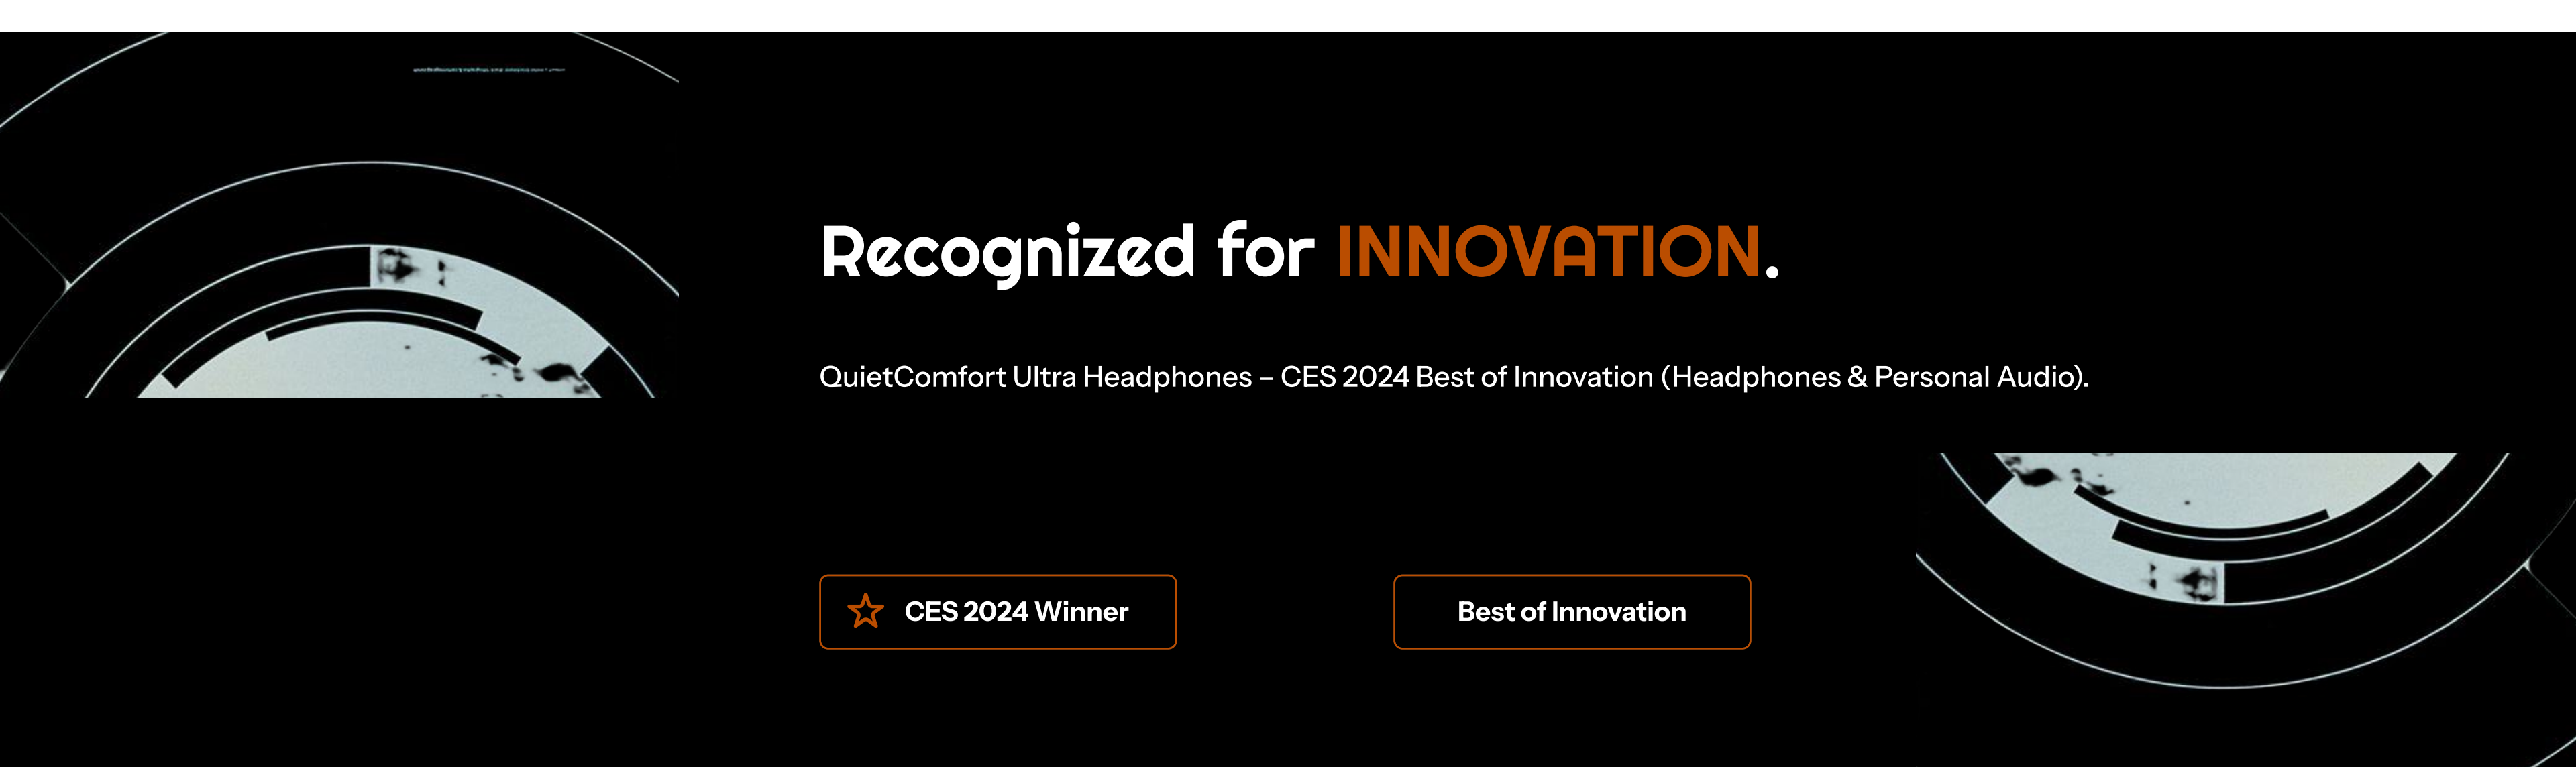 Recognized for INNOVATION.
QuietComfort Ultra Headphones – CES 2024 Best of Innovation (Headphones & Personal Audio).
CES 2024 Winner
Best of Innovation